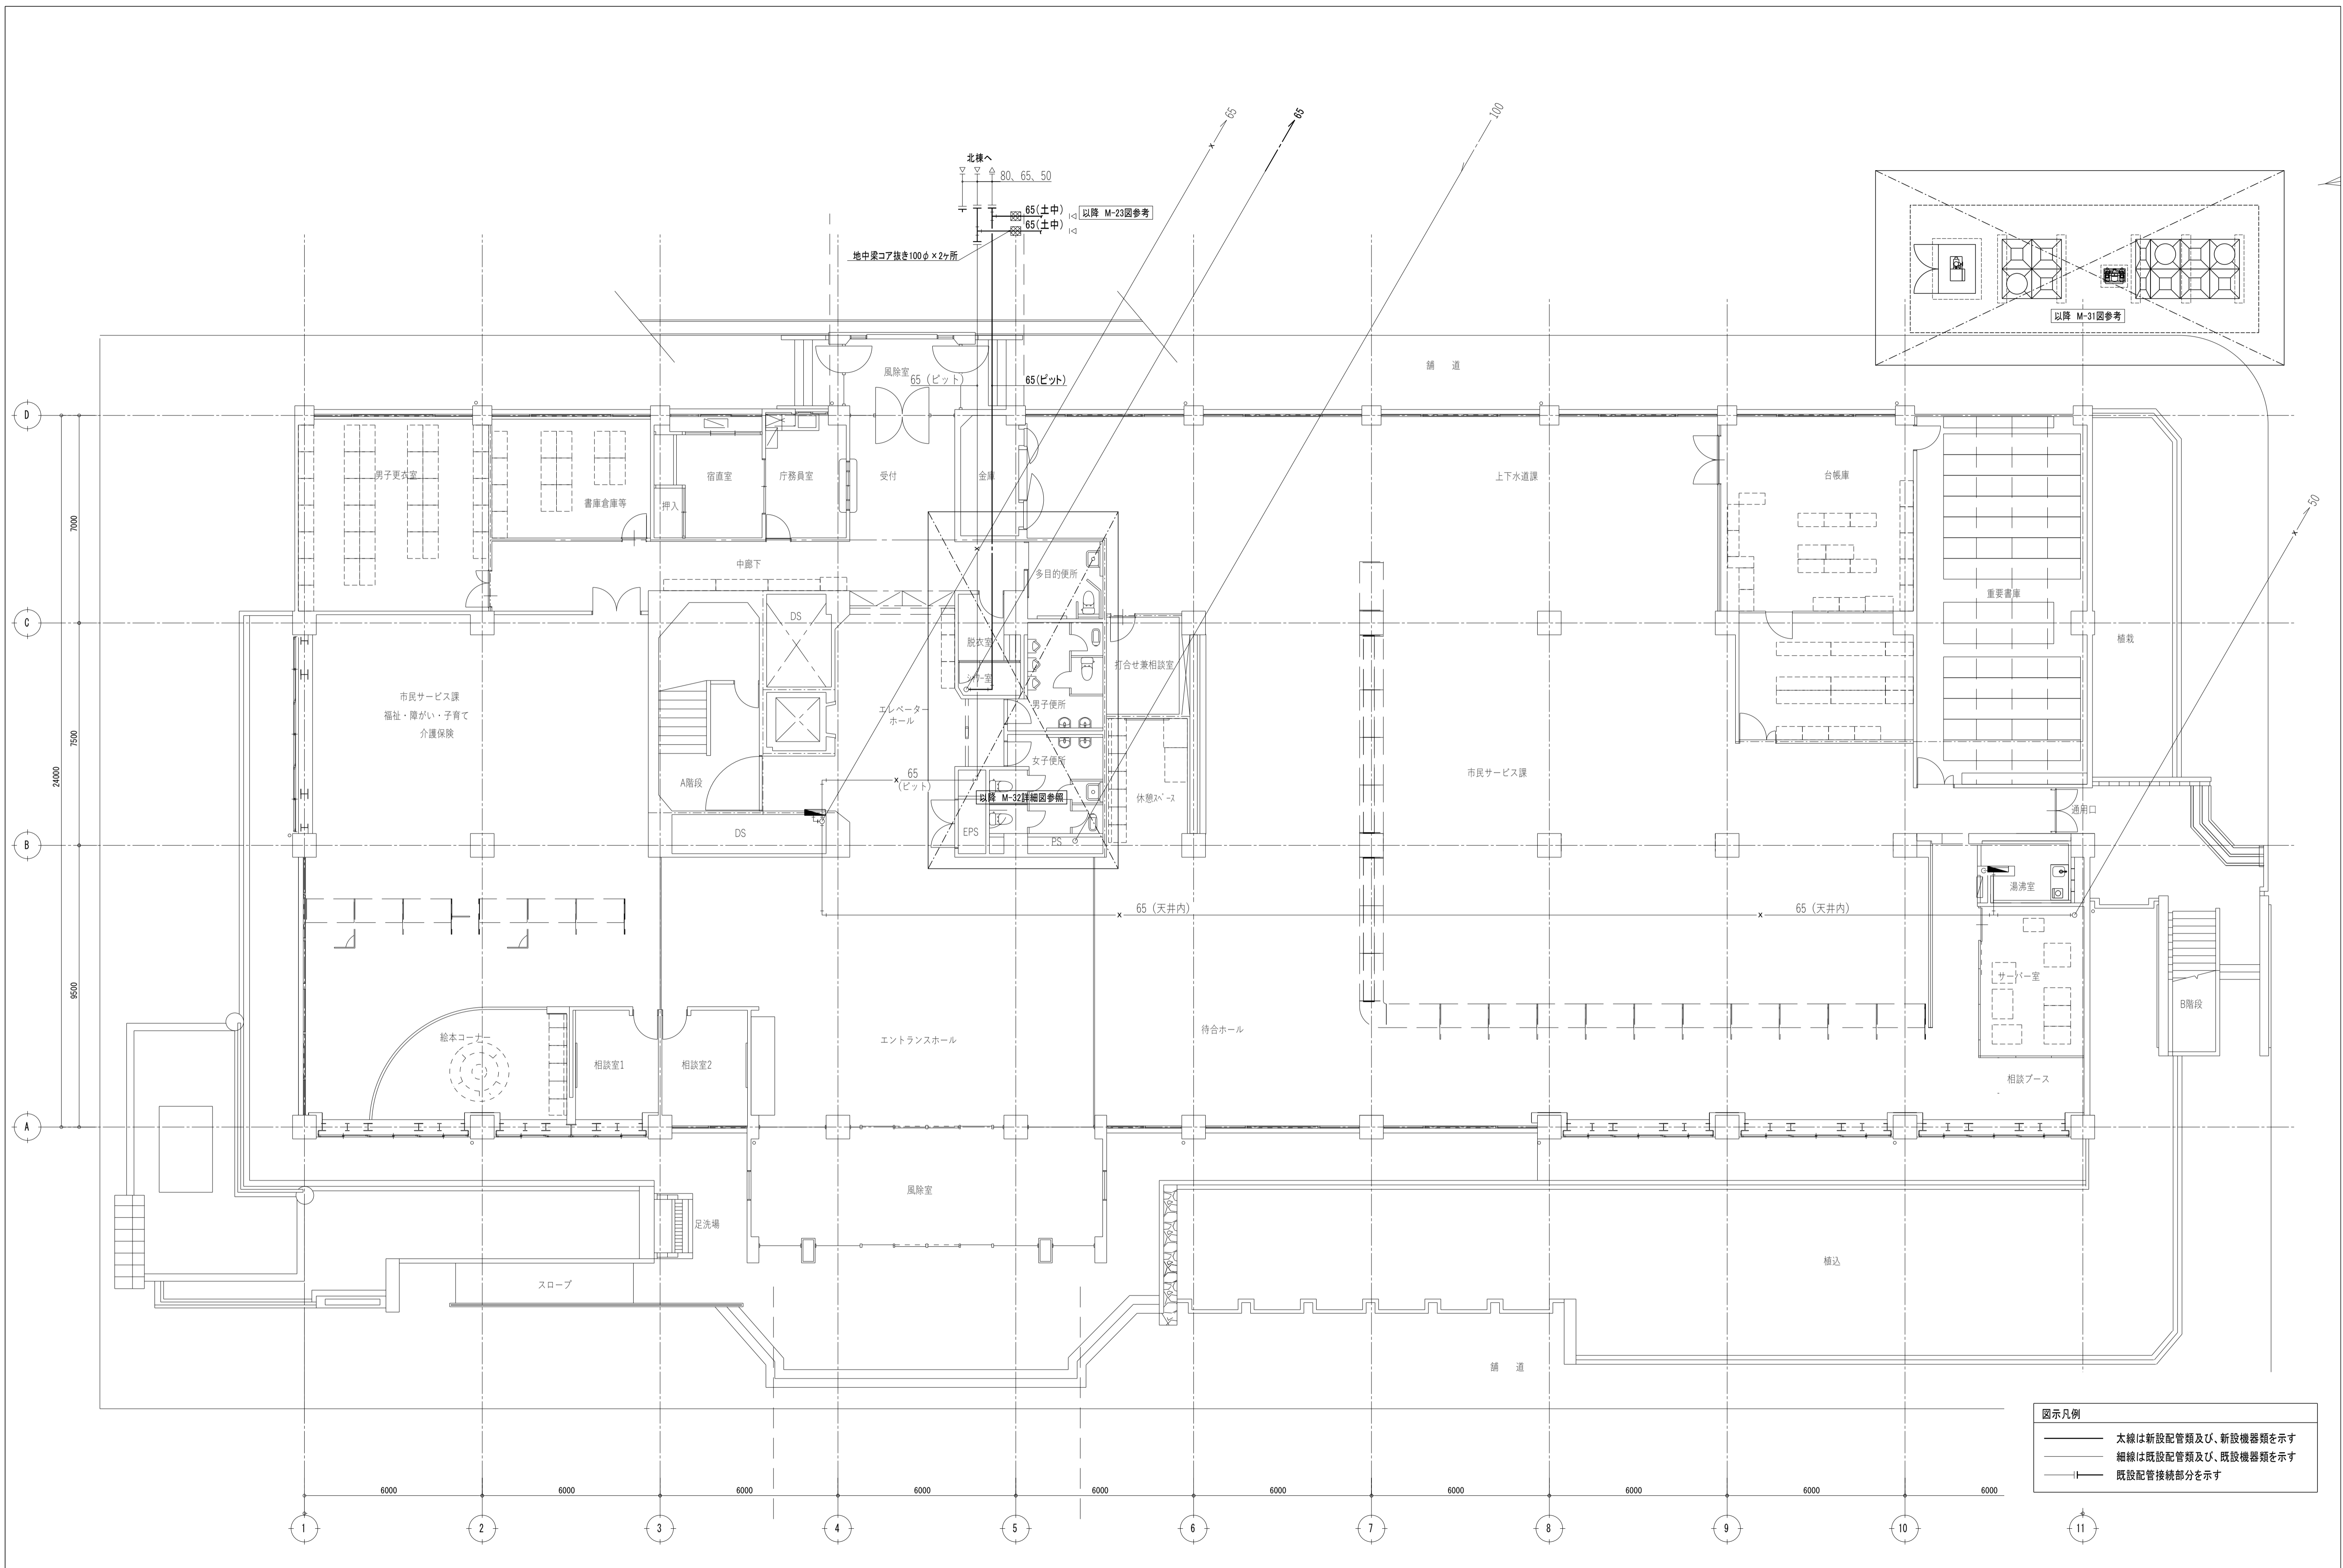 65
65
100
北棟へ
80、65、50
65(土中)
以降 M-23図参考
65(土中)
地中梁コア抜き100φ×2ヶ所
以降 M-31図参考
舗 道
風除室
65 (ピット)
65(ピット)
D
男子更衣室
書庫倉庫等
押入
宿直室
庁務員室
受付
金庫
上下水道課
台帳庫
50
7000
中廊下
多目的便所
重要書庫
C
DS
脱衣室
打合せ兼相談室
植栽
シャワー室
市民サービス課
福祉・障がい・子育て
介護保険
エレベーター
ホール
男子便所
7500
24000
女子便所
市民サービス課
A階段
65
(ピット)
以降 M-32詳細図参照
休憩スペース
通用口
DS
EPS
PS
B
湯沸室
65 (天井内)
65 (天井内)
サーバー室
9500
B階段
絵本コーナー
相談室1
相談室2
エントランスホール
待合ホール
相談ブース
A
風除室
足洗場
スロープ
植込
舗 道
図示凡例
太線は新設配管類及び、新設機器類を示す
細線は既設配管類及び、既設機器類を示す
既設配管接続部分を示す
6000
6000
6000
6000
6000
6000
6000
6000
6000
6000
1
2
3
4
5
6
7
8
9
10
11